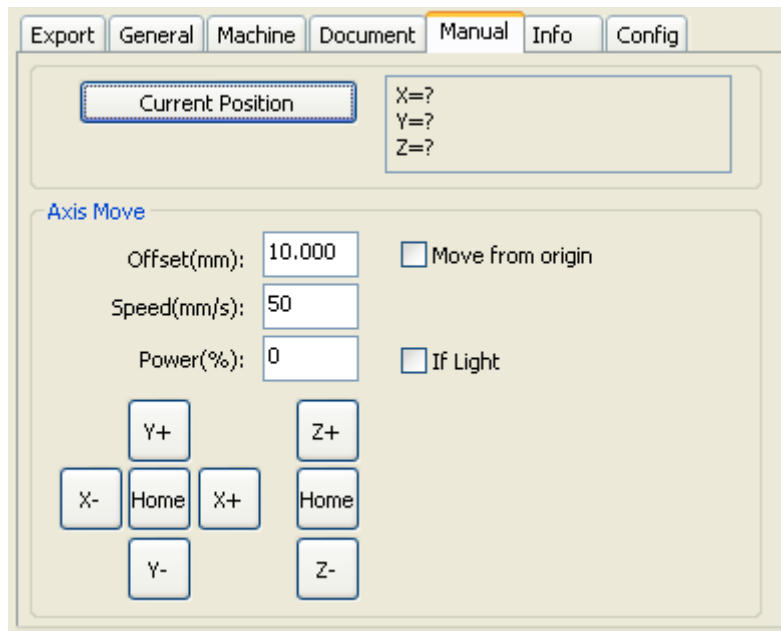 Export General Machine Document Manual Info Config
Current Position
X=?
Y=?
Z=?
Axis Move
Offset(mm): 10.000 Move from origin
Speed(mm/s): 50
Power(%): 0 If Light
Y+ Z+
X- Home X+ Home
Y- Z-